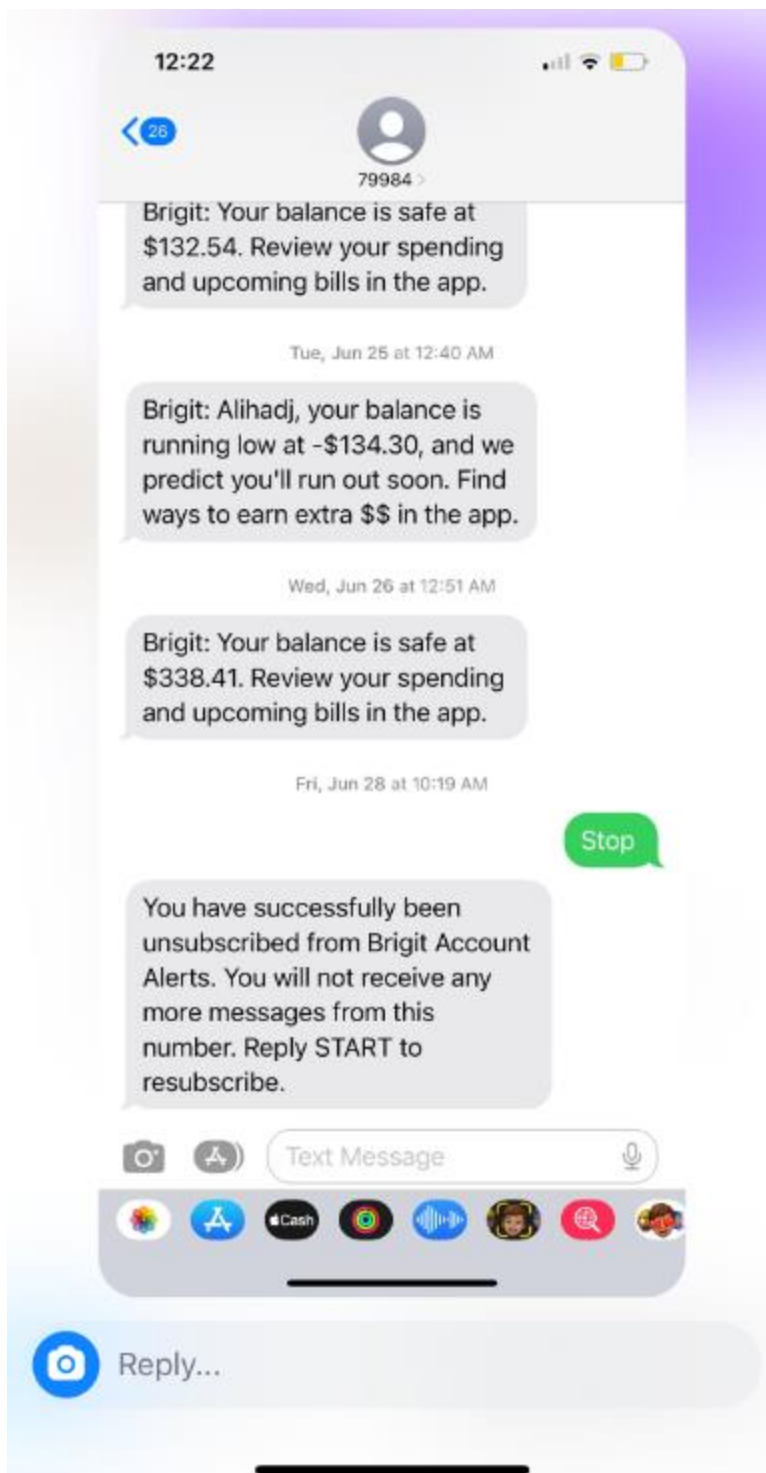 12:22
26
79984 >
Brigit: Your balance is safe at
$132.54. Review your spending
and upcoming bills in the app.
Tue, Jun 25 at 12:40 AM
Brigit: Alihadj, your balance is
running low at -$134.30, and we
predict you'll run out soon. Find
ways to earn extra $$ in the app.
Wed, Jun 26 at 12:51 AM
Brigit: Your balance is safe at
$338.41. Review your spending
and upcoming bills in the app.
Fri, Jun 28 at 10:19 AM
Stop
You have successfully been
unsubscribed from Brigit Account
Alerts. You will not receive any
more messages from this
number. Reply START to
resubscribe.
Text Message
Cash
Reply...